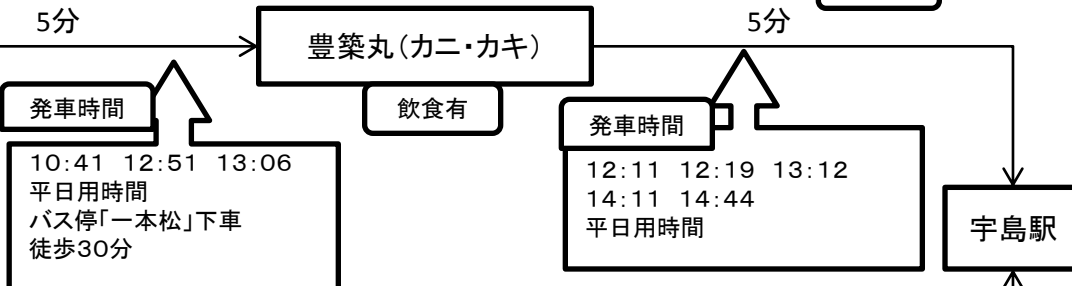 5分
5分
豊築丸(カニ・カキ)
飲食有
発車時間
10:41 12:51 13:06
平日用時間
バス停「一本松」下車
徒歩30分
発車時間
12:11 12:19 13:12
14:11 14:44
平日用時間
宇島駅